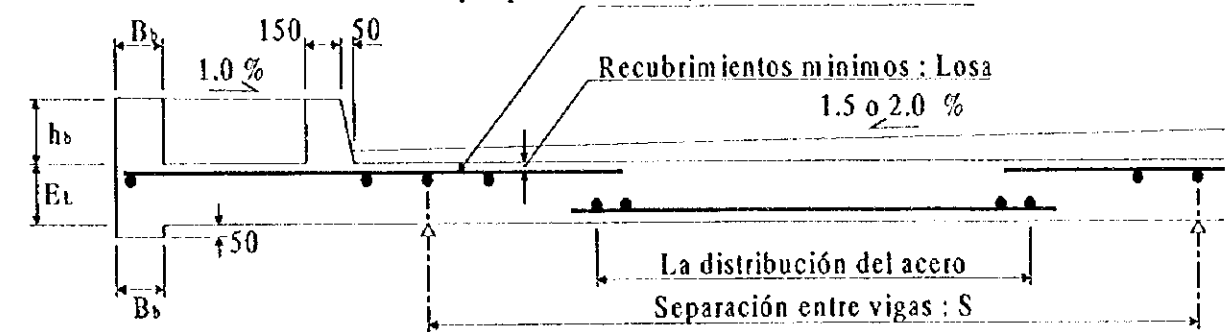 Bb
150
50
1.0 %
Recubrimientos minimos : Losa
1.5 o 2.0 %
hb
EL
50
La distribución del acero
Bb
Separación entre vigas : S